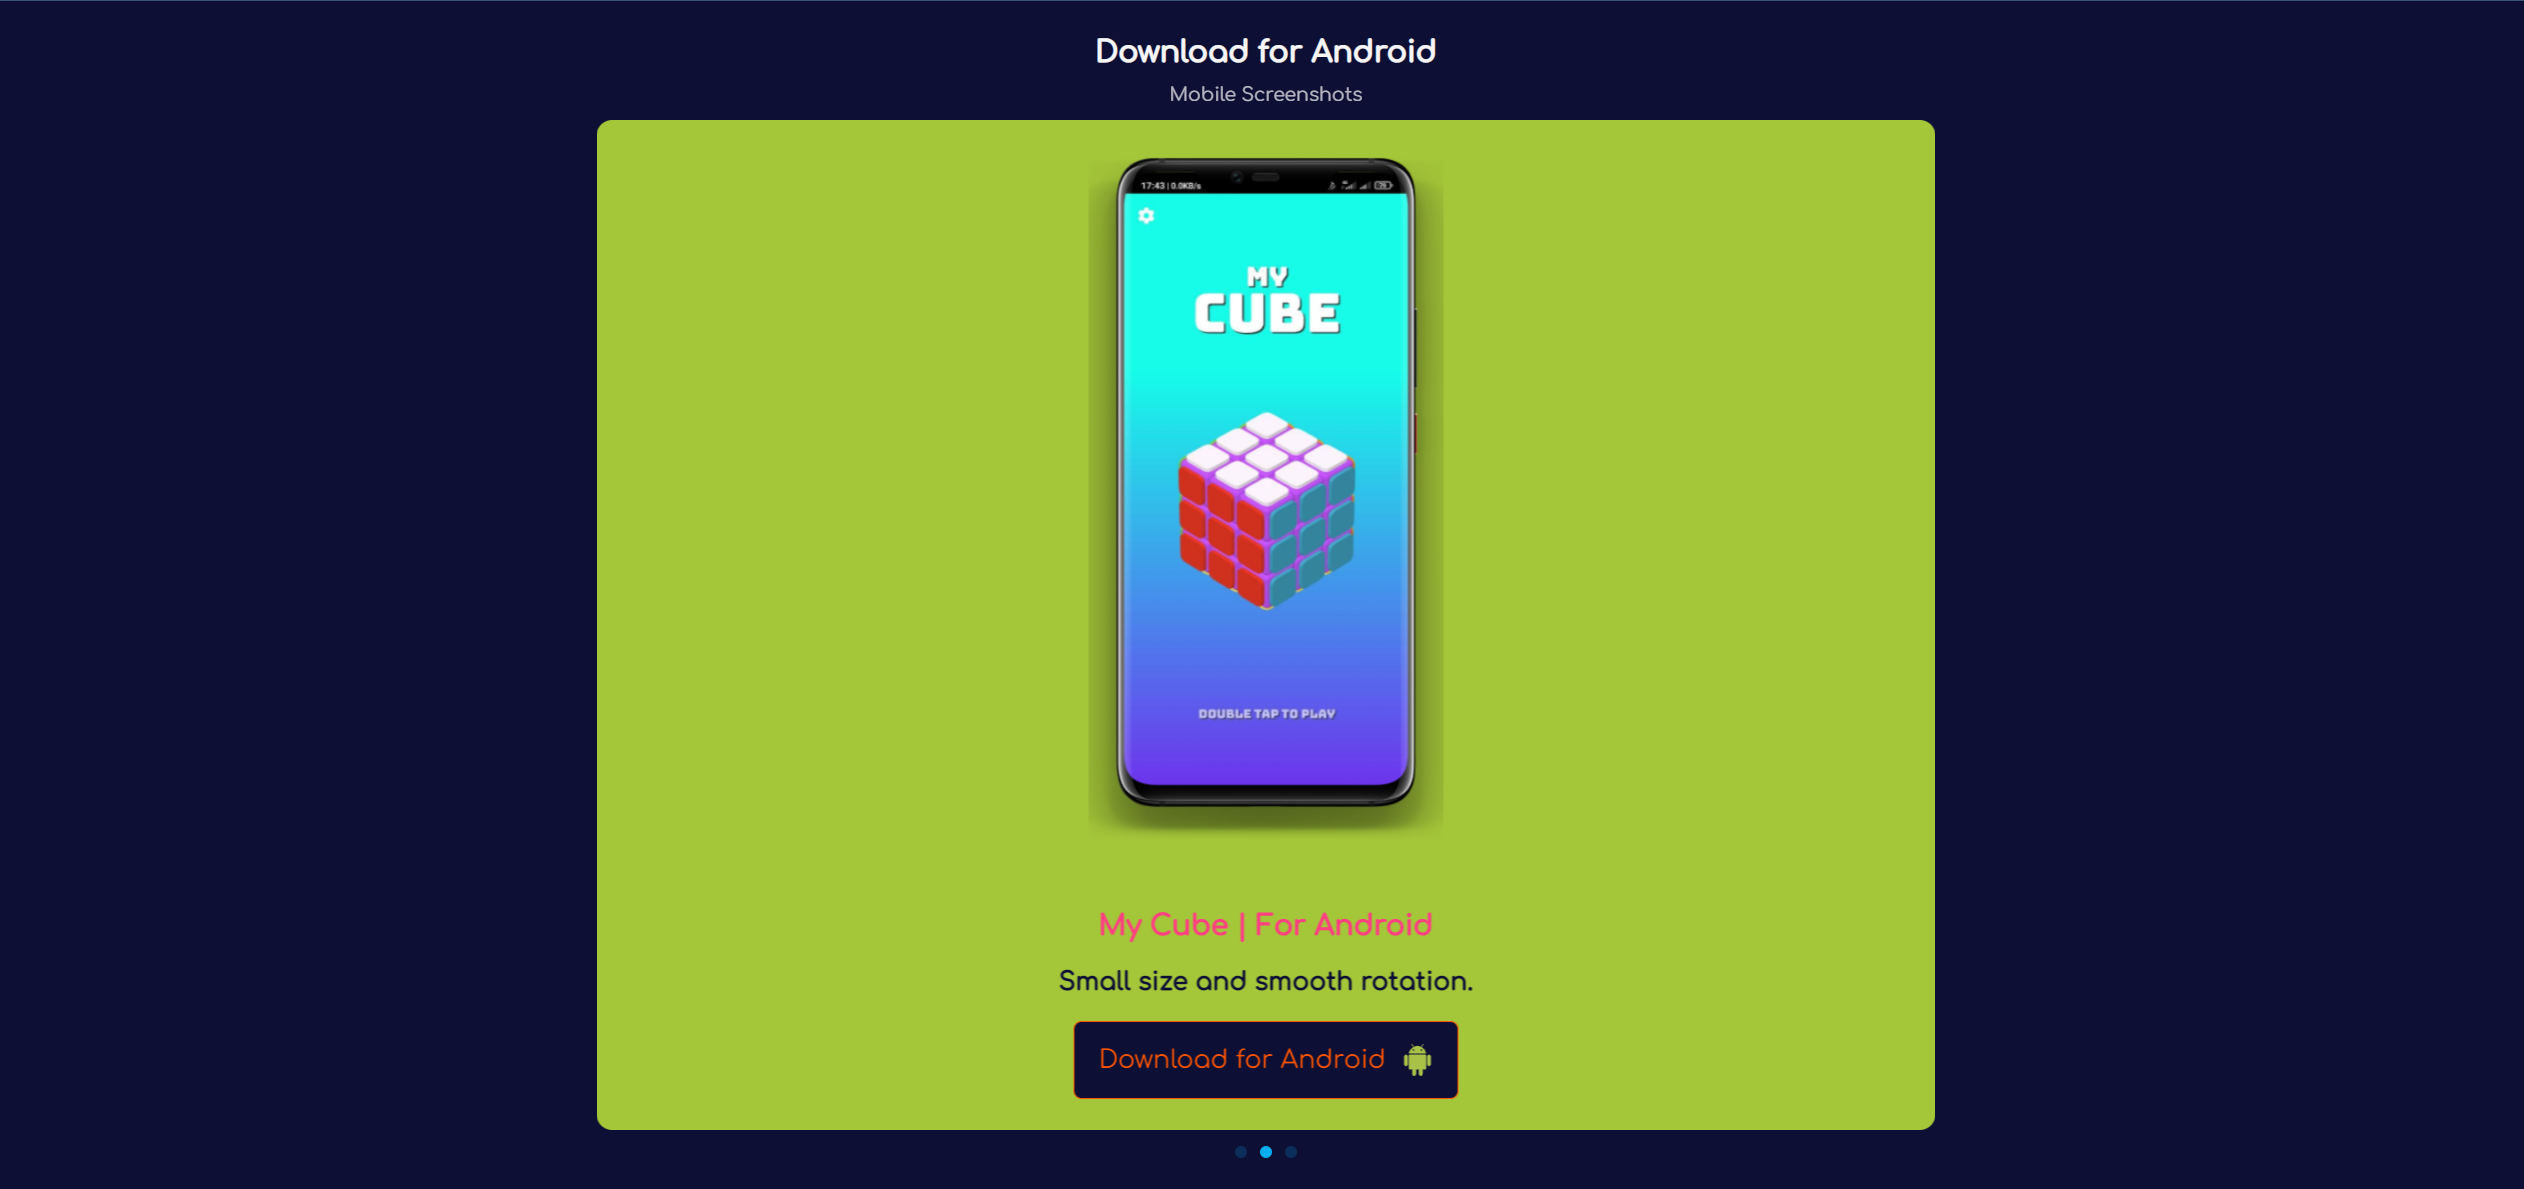 Download for Android
Mobile Screenshots
17:43 | 0.0KB/s
MY
CUBE
DOUBLE TAP TO PLAY
My Cube | For Android
Small size and smooth rotation.
Download for Android